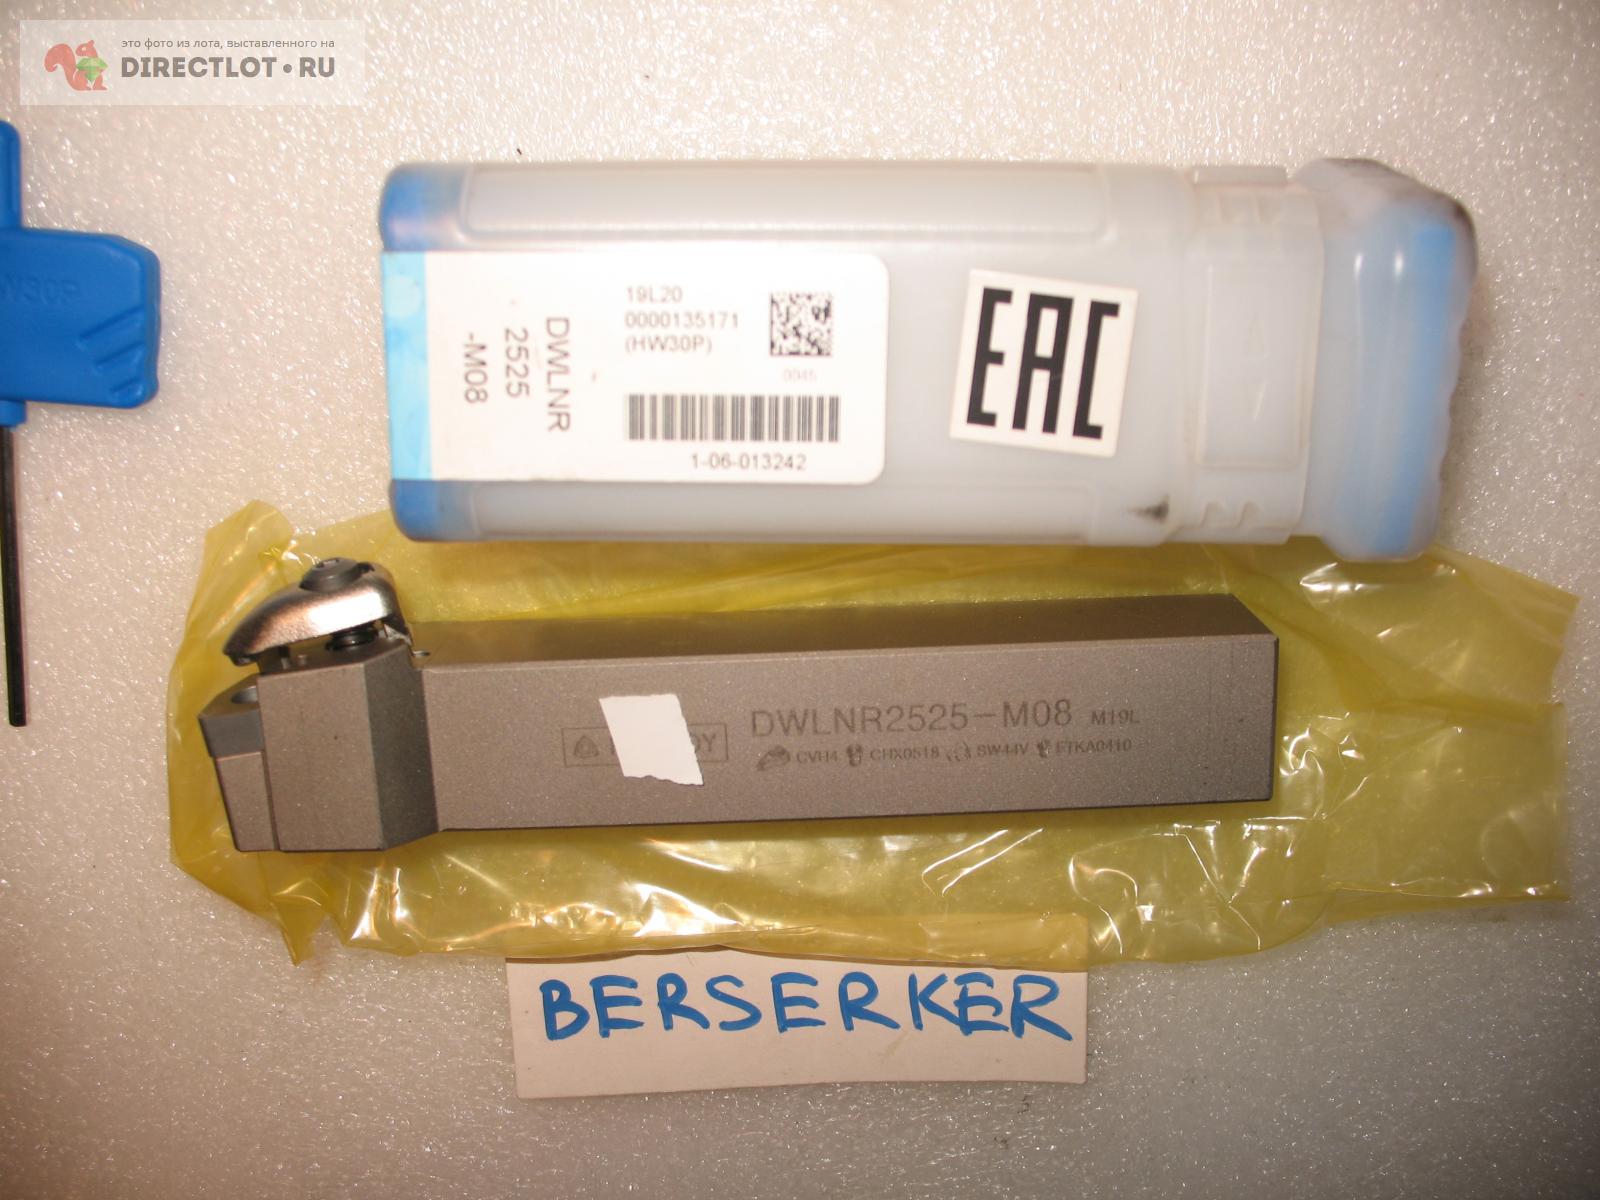 это фото из лота, выставленного на
DIRECTLOT.RU
W30P
19L20
0000135171
(HW30P)
0045
DWLNR
2525
-M08
1-06-013242
EAC
DWLNR2525-M08 M19L
CVH4 CHX0518 SW44V FTKA0410
BERSERKER